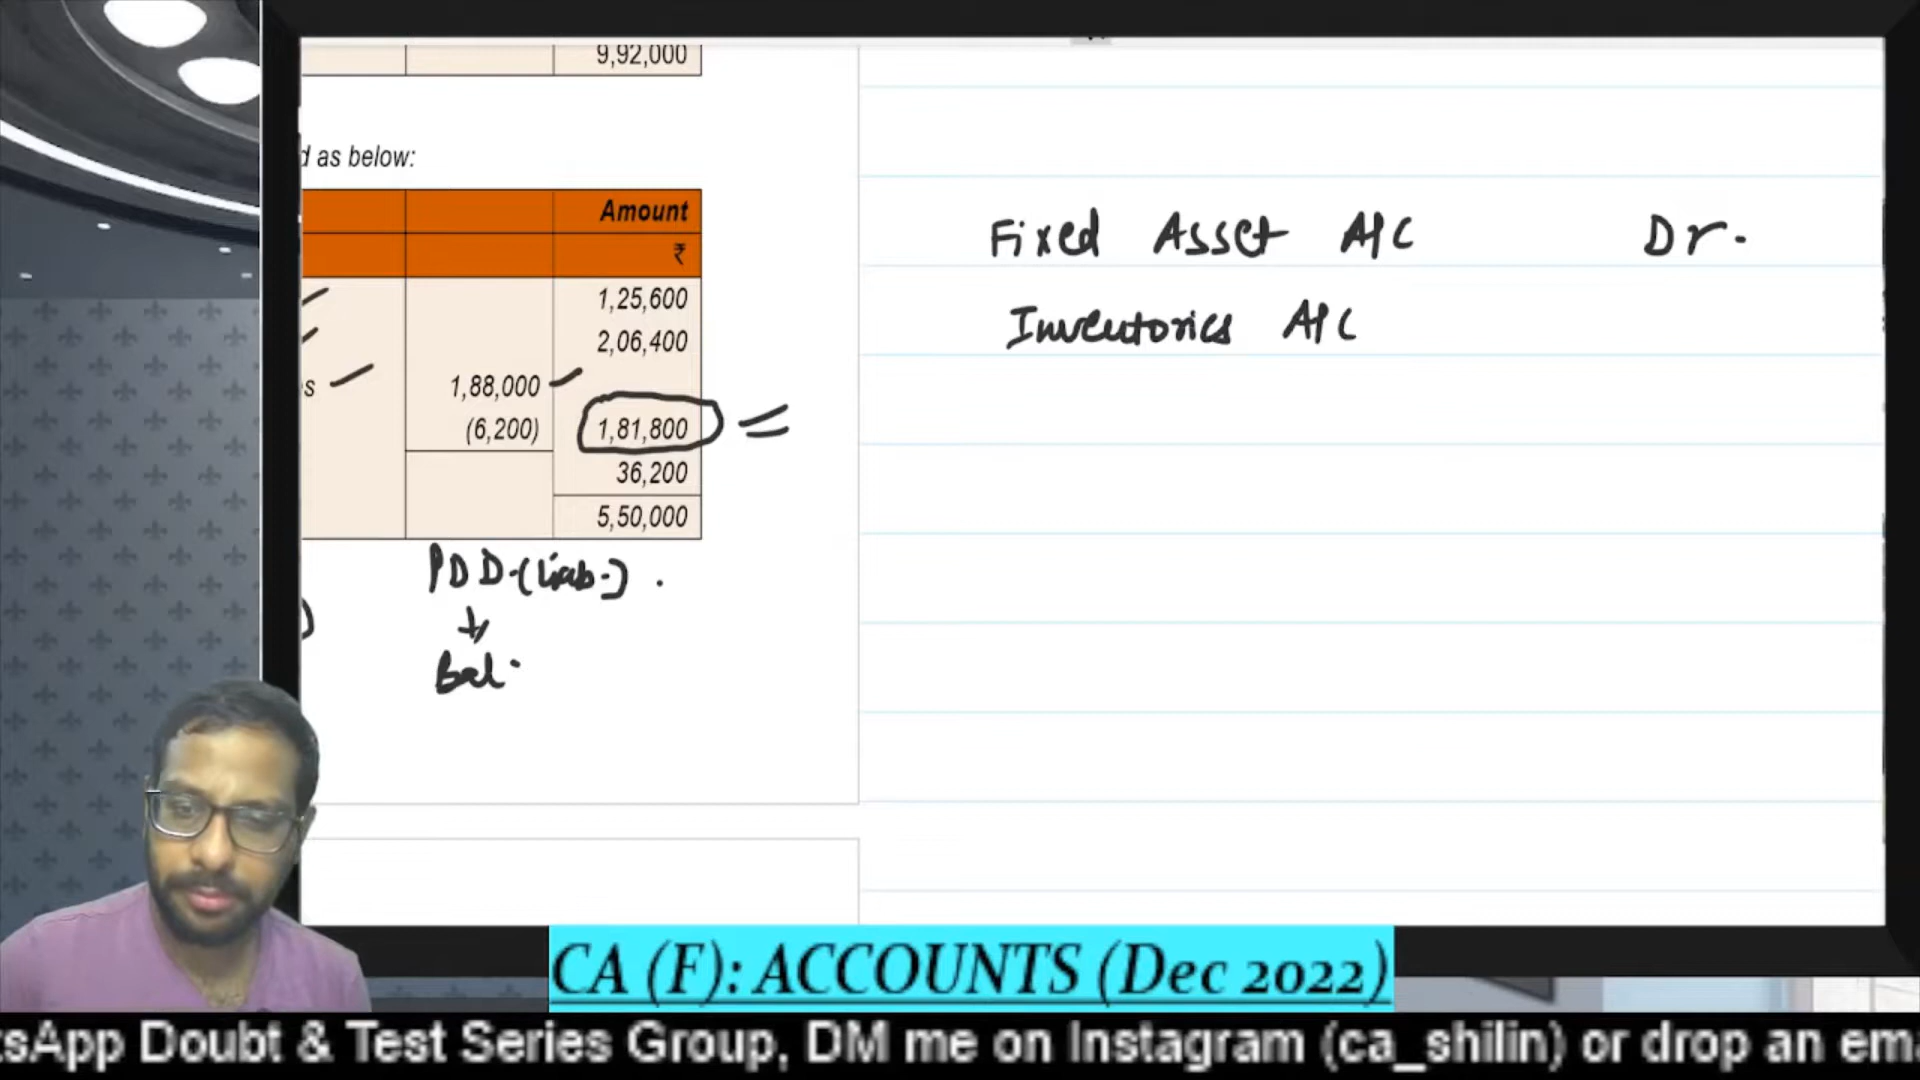 9,92,000
d as below:
Amount
₹
1,25,600
2,06,400
s 1,88,000
(6,200) 1,81,800
36,200
5,50,000
PDD.(Liab.) .
Bal.
Fixed Asset A/C Dr.
Inventories A/C
CA (F): ACCOUNTS (Dec 2022)
tsApp Doubt & Test Series Group, DM me on Instagram (ca_shilin) or drop an ema